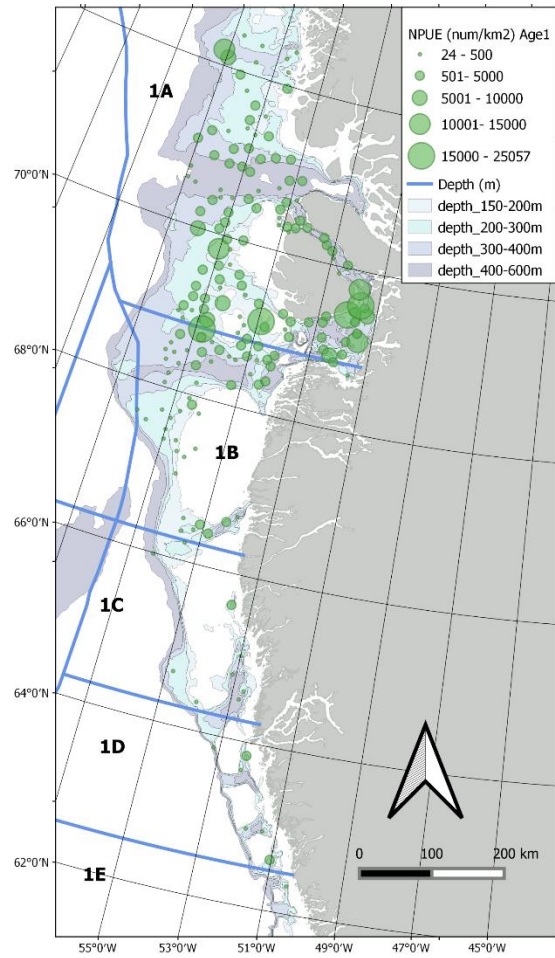 NPUE (num/km2) Age1
24 - 500
501- 5000
5001 - 10000
10001- 15000
15000 - 25057
Depth (m)
depth_150-200m
depth_200-300m
depth_300-400m
depth_400-600m
1A
70°0'N
68°0'N
1B
66°0'N
1C
64°0'N
1D
0 100 200 km
62°0'N
1E
55°0'W 53°0'W 51°0'W 49°0'W 47°0'W 45°0'W